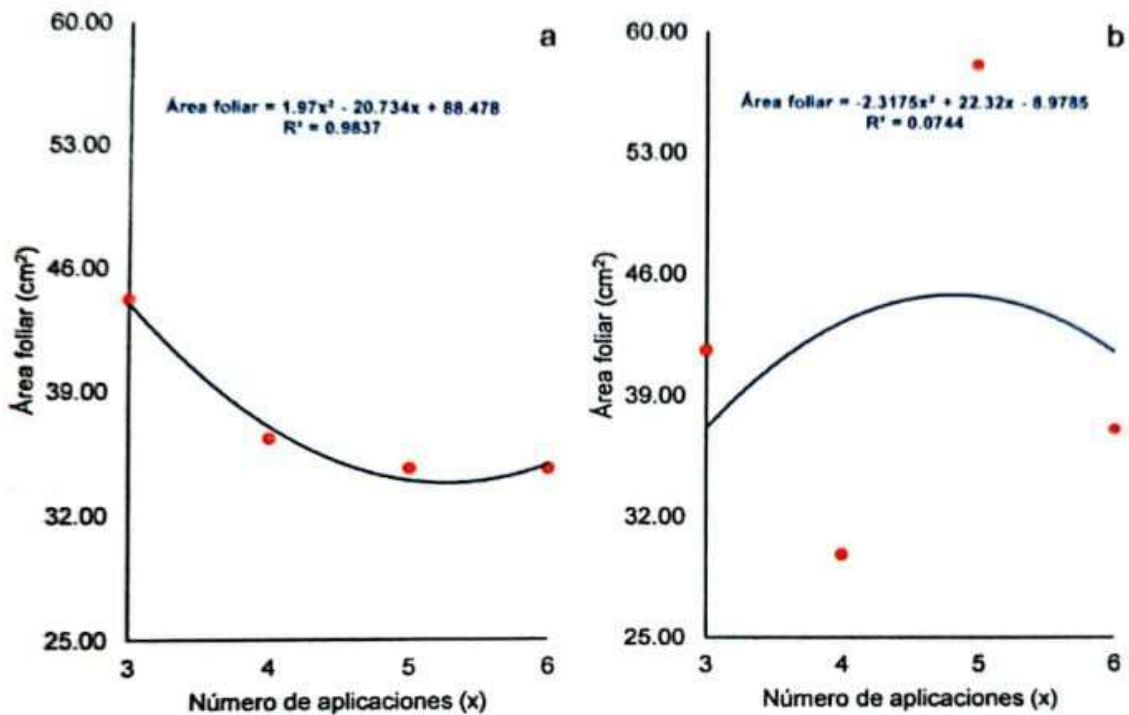 a
Área foliar = 1.97x² - 20.734x + 88.478
R² = 0.9837
60.00
53.00
46.00
39.00
32.00
25.00
Área foliar (cm²)
3 4 5 6
Número de aplicaciones (x)
b
Área foliar = -2.3175x² + 22.32x - 8.9785
R² = 0.0744
60.00
53.00
46.00
39.00
32.00
25.00
Área foliar (cm²)
3 4 5 6
Número de aplicaciones (x)